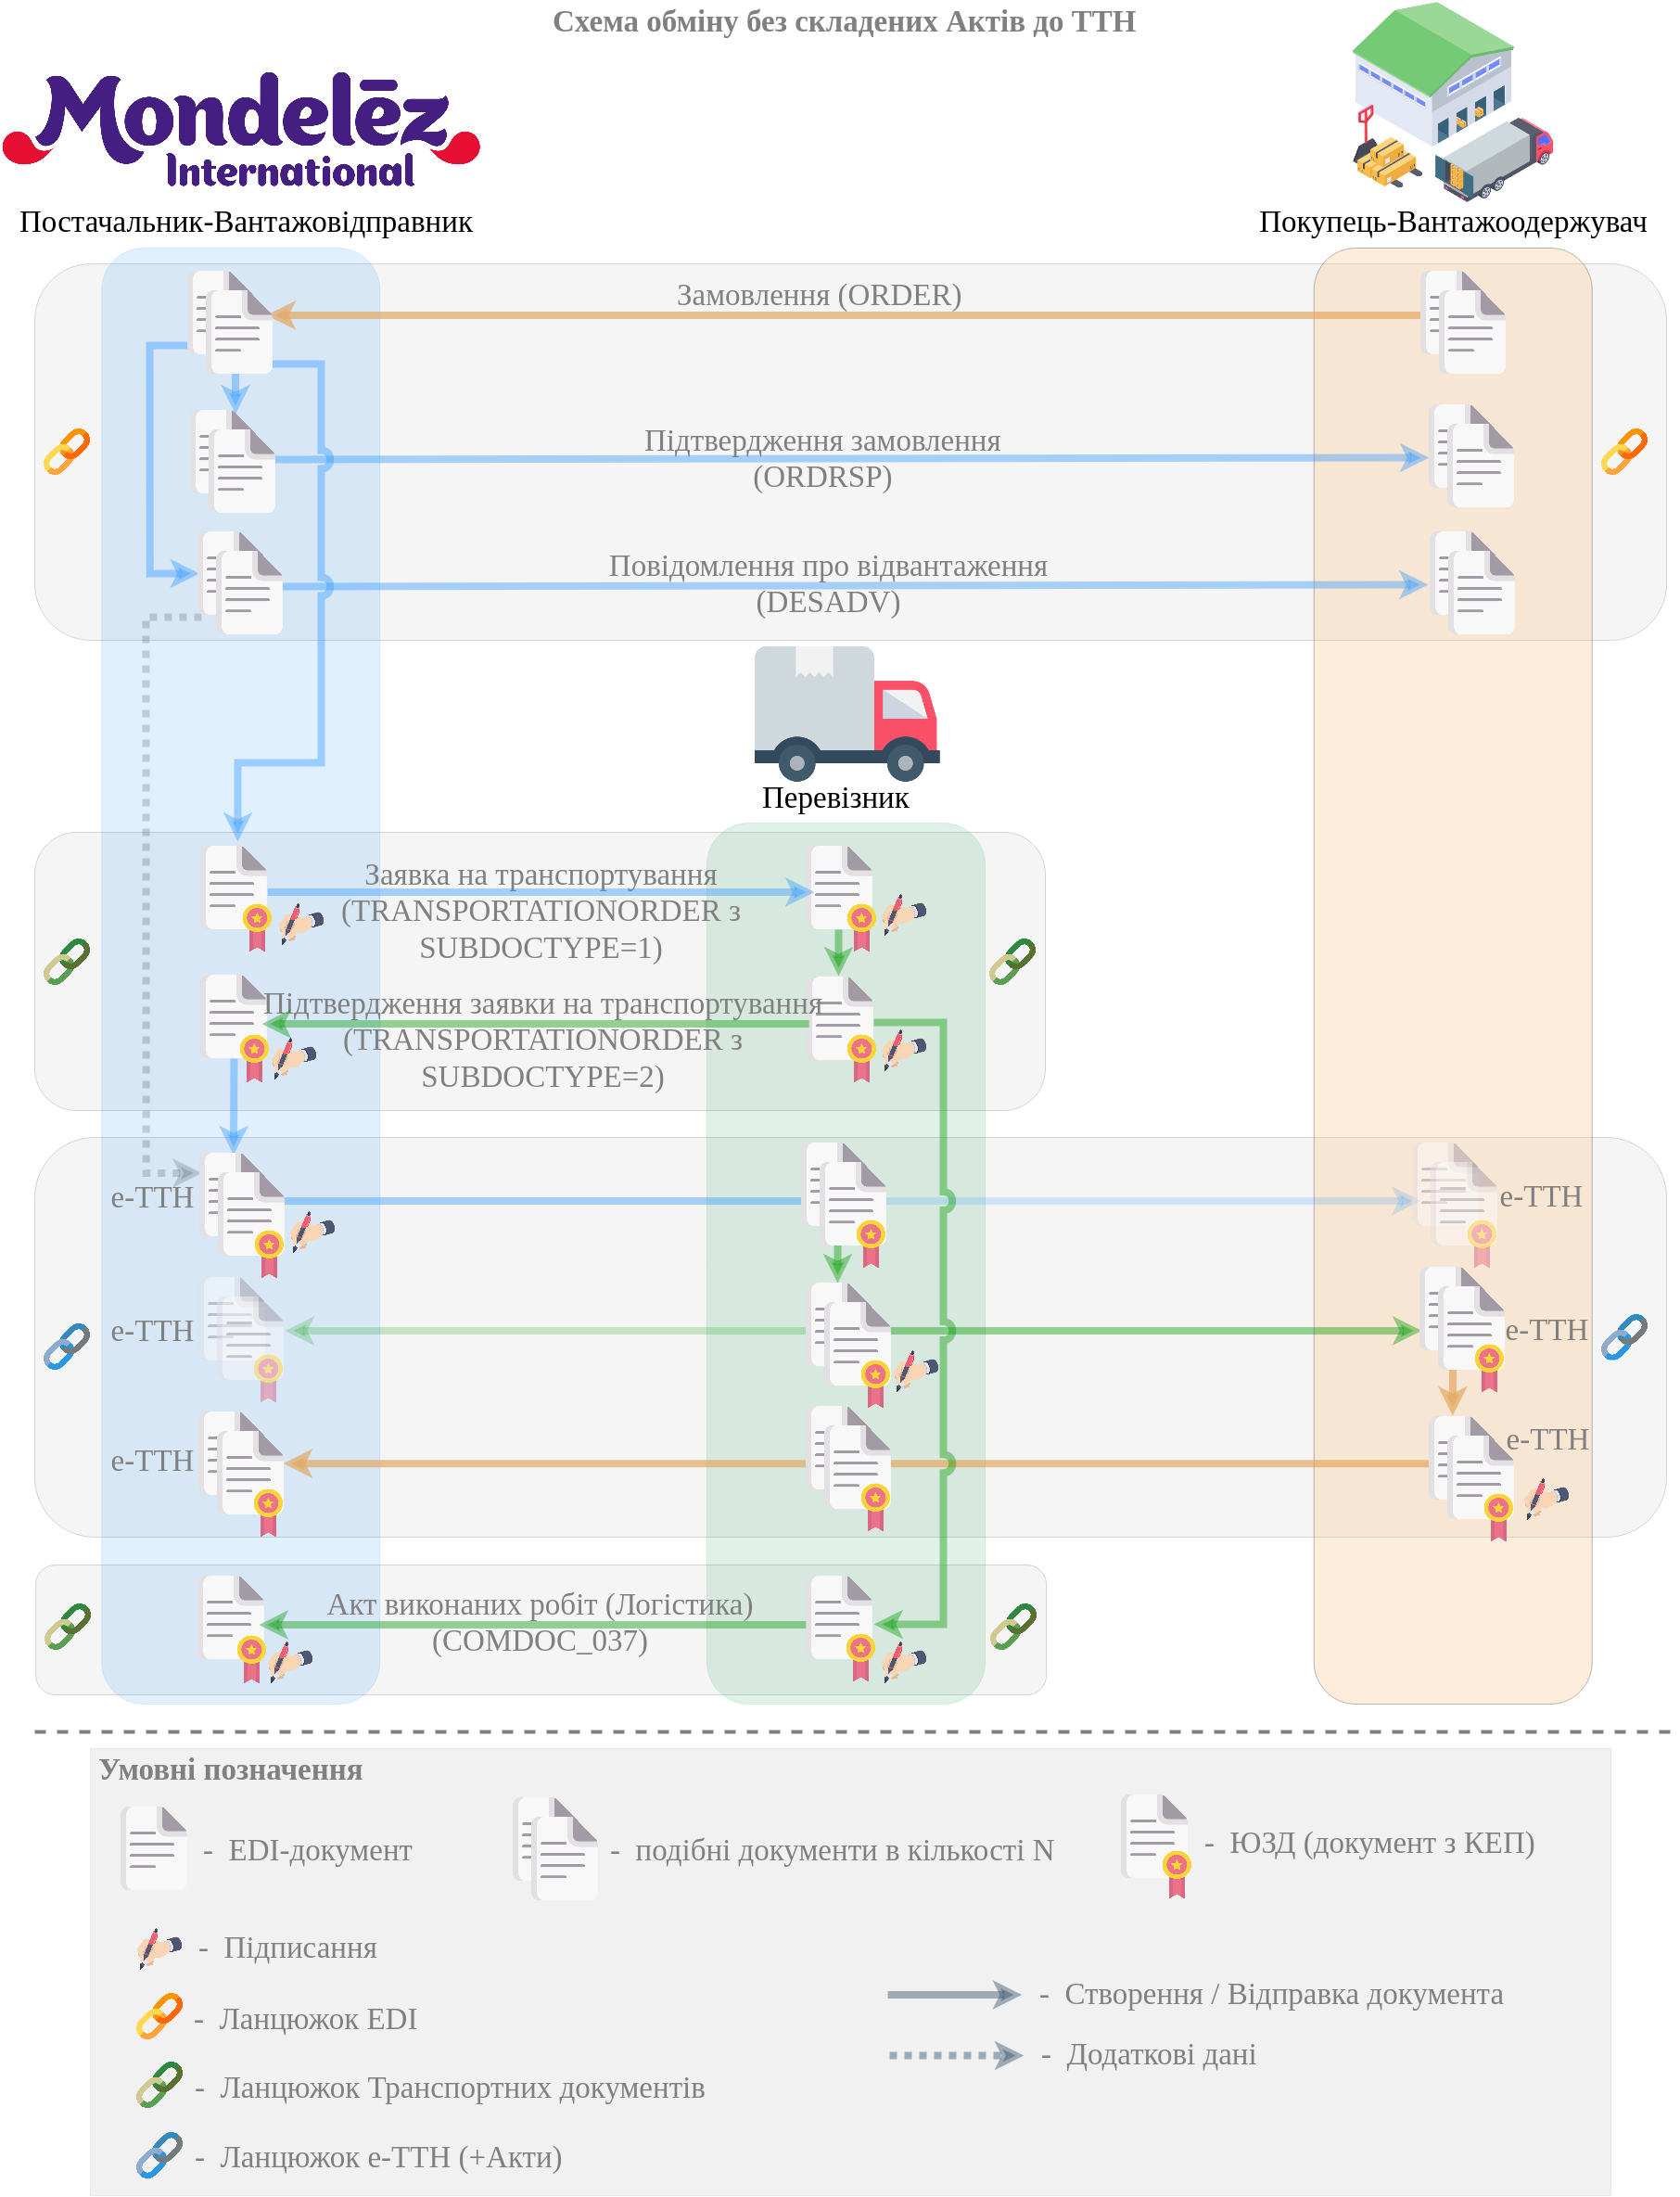 Схема обміну без складених Актів до ТТН
Mondelēz
International
Постачальник-Вантажовідправник
Покупець-Вантажоодержувач
Замовлення (ORDER)
Підтвердження замовлення
(ORDRSP)
Повідомлення про відвантаження
(DESADV)
Перевізник
Заявка на транспортування
(TRANSPORTATIONORDER з
SUBDOCTYPE=1)
Підтвердження заявки на транспортування
(TRANSPORTATIONORDER з
SUBDOCTYPE=2)
е-ТТН
е-ТТН
е-ТТН
е-ТТН
е-ТТН
е-ТТН
Акт виконаних робіт (Логістика)
(COMDOC_037)
Умовні позначення
- EDI-документ
- подібні документи в кількості N
- ЮЗД (документ з КЕП)
- Підписання
- Ланцюжок EDI
- Ланцюжок Транспортних документів
- Ланцюжок е-ТТН (+Акти)
- Створення / Відправка документа
- Додаткові дані